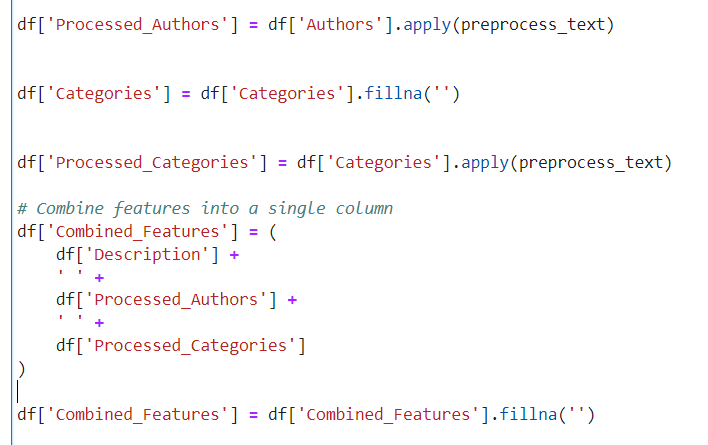 df['Processed_Authors'] = df['Authors'].apply(preprocess_text)
df['Categories'] = df['Categories'].fillna('')
df['Processed_Categories'] = df['Categories'].apply(preprocess_text)
# Combine features into a single column
df['Combined_Features'] = (
    df['Description'] +
    ' ' +
    df['Processed_Authors'] +
    ' ' +
    df['Processed_Categories']
)
df['Combined_Features'] = df['Combined_Features'].fillna('')